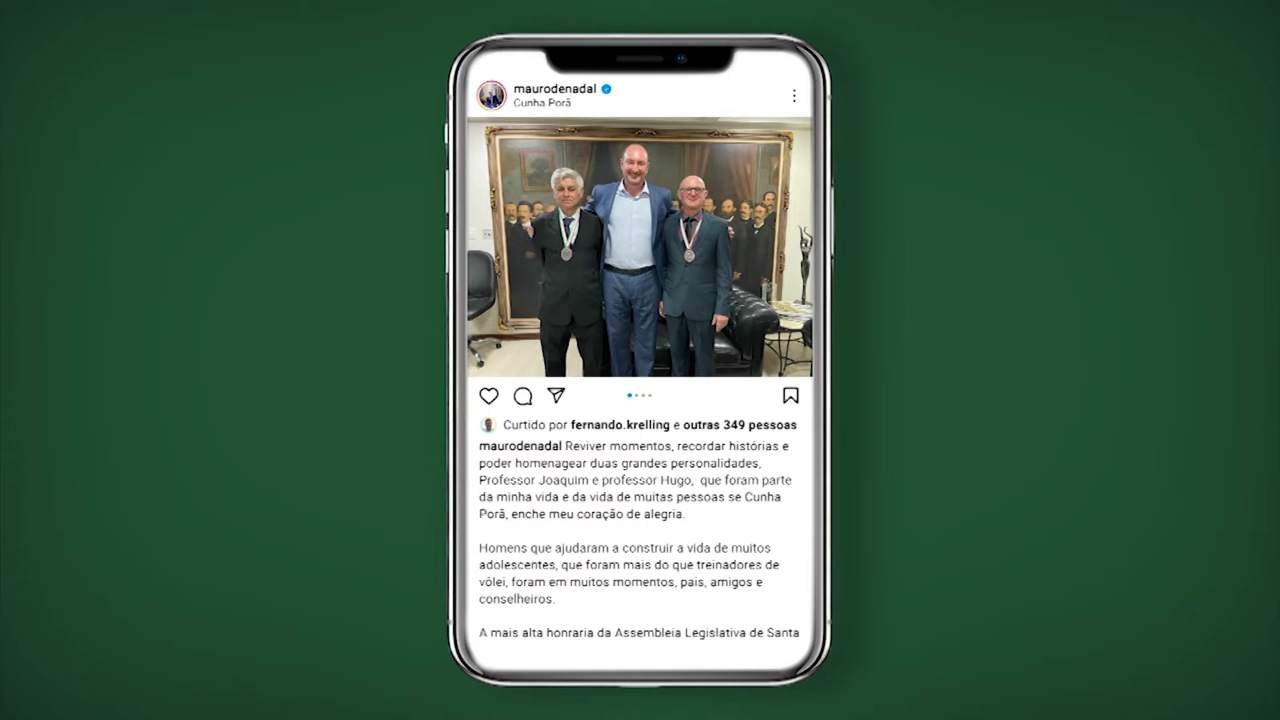 maurodenadal
Cunha Porã
Curtido por fernando.krelling e outras 349 pessoas
maurodenadal Reviver momentos, recordar histórias e
poder homenagear duas grandes personalidades,
Professor Joaquim e professor Hugo, que foram parte
da minha vida e da vida de muitas pessoas se Cunha
Porã, enche meu coração de alegria.
Homens que ajudaram a construir a vida de muitos
adolescentes, que foram mais do que treinadores de
vôlei, foram em muitos momentos, pais, amigos e
conselheiros.
A mais alta honraria da Assembleia Legislativa de Santa